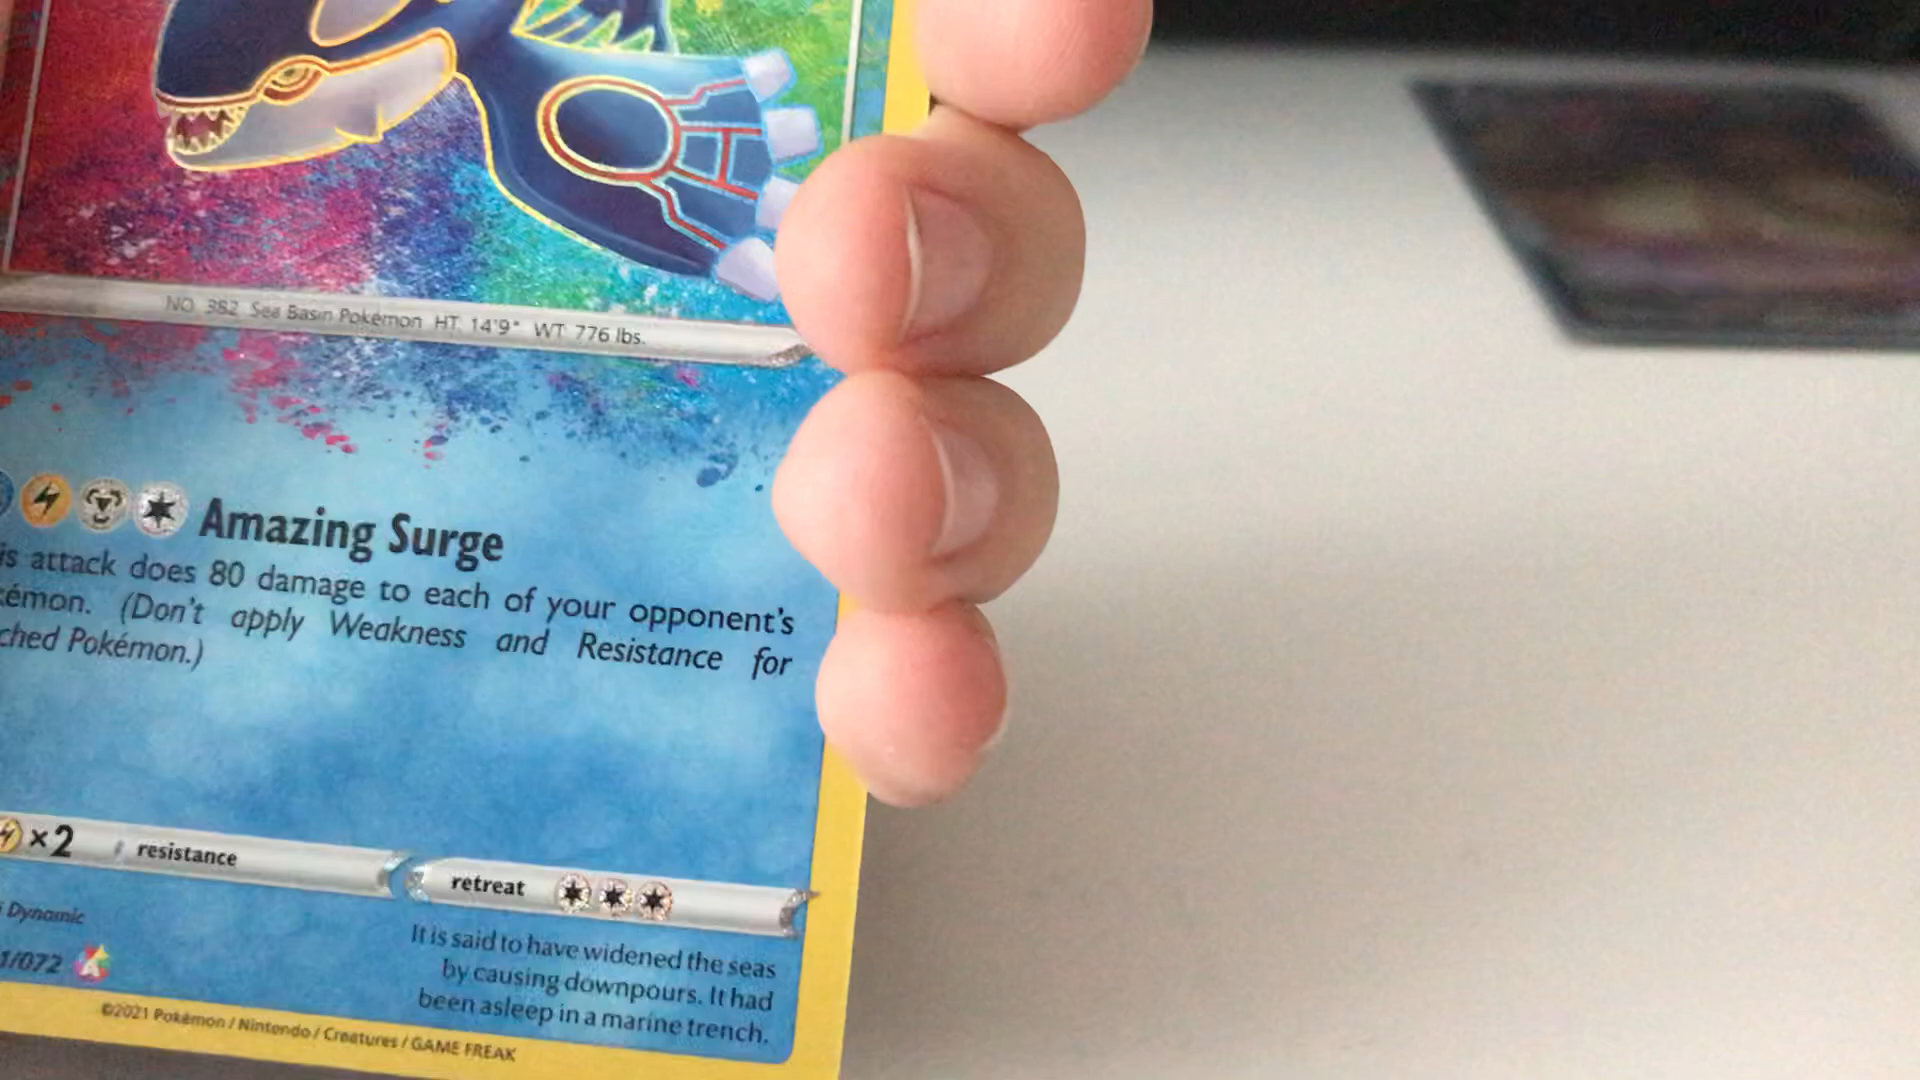 NO. 382 Sea Basin Pokémon HT. 14'9" WT. 776 lbs.
Amazing Surge
is attack does 80 damage to each of your opponent's
émon. (Don't apply Weakness and Resistance for
ched Pokémon.)
×2 resistance
retreat
Dynamic
1/072
It is said to have widened the seas
by causing downpours. It had
been asleep in a marine trench.
©2021 Pokémon / Nintendo / Creatures / GAME FREAK